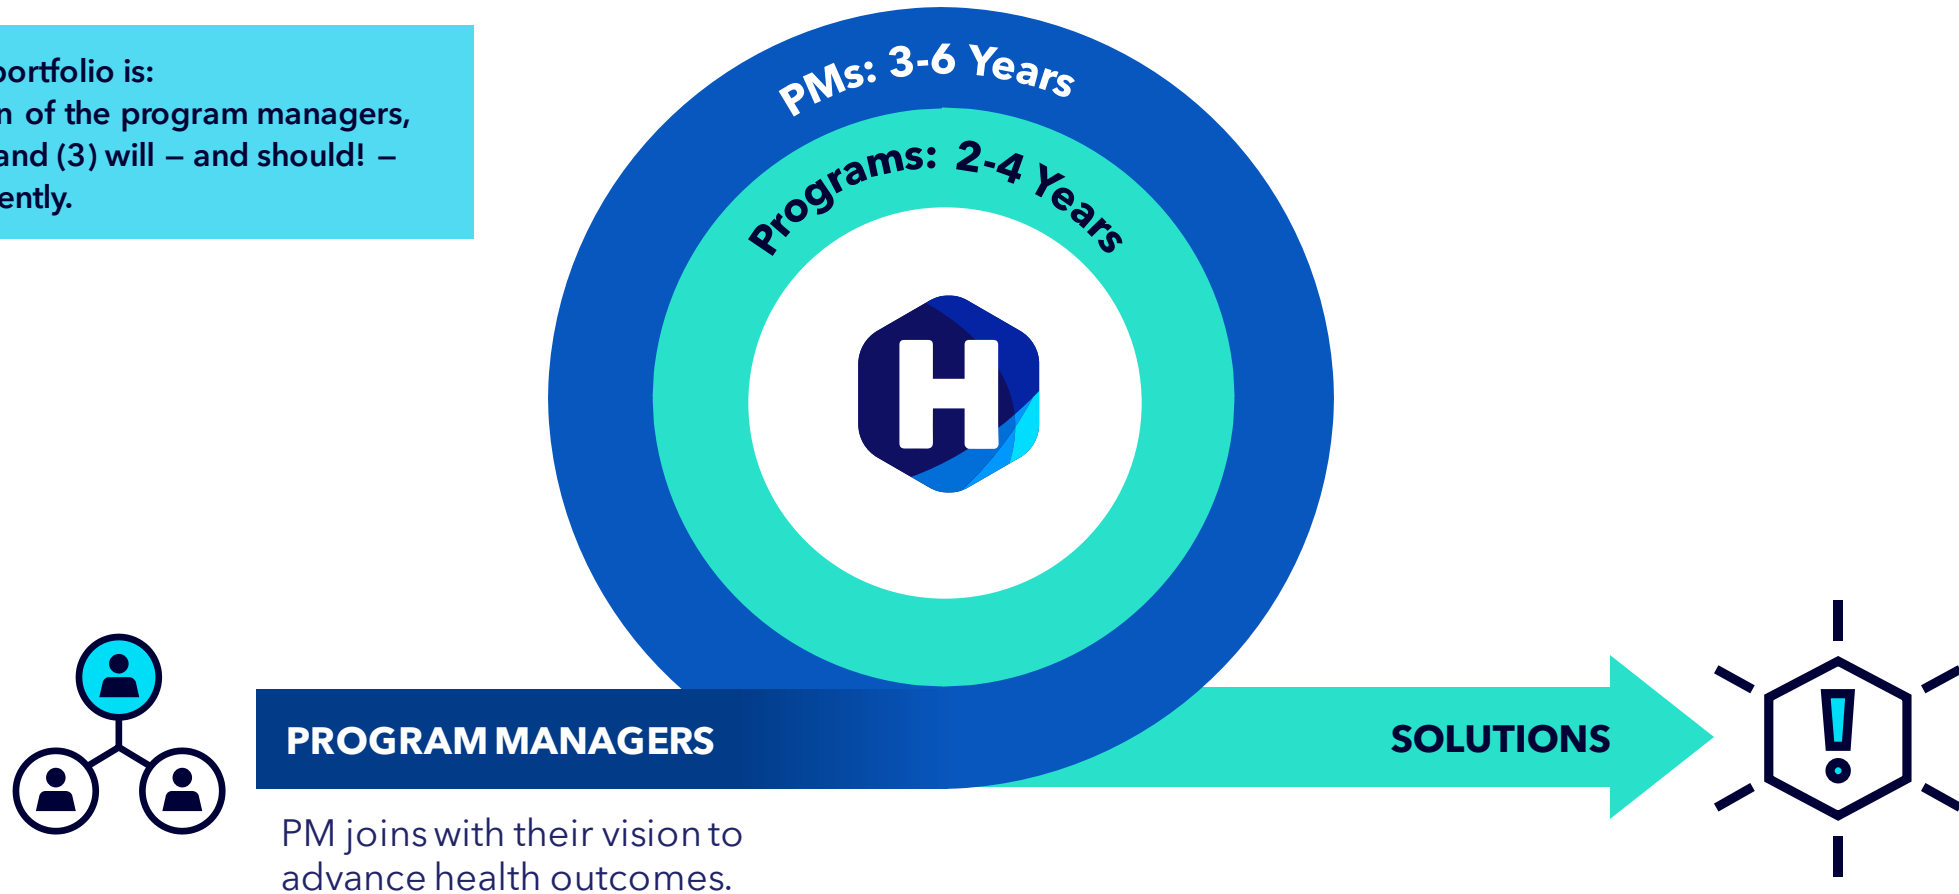 portfolio is:
of the program managers,
and (3) will – and should! –
PMs: 3-6 Years
Programs: 2-4 Years
H
PROGRAM MANAGERS
SOLUTIONS
PM joins with their vision to
advance health outcomes.